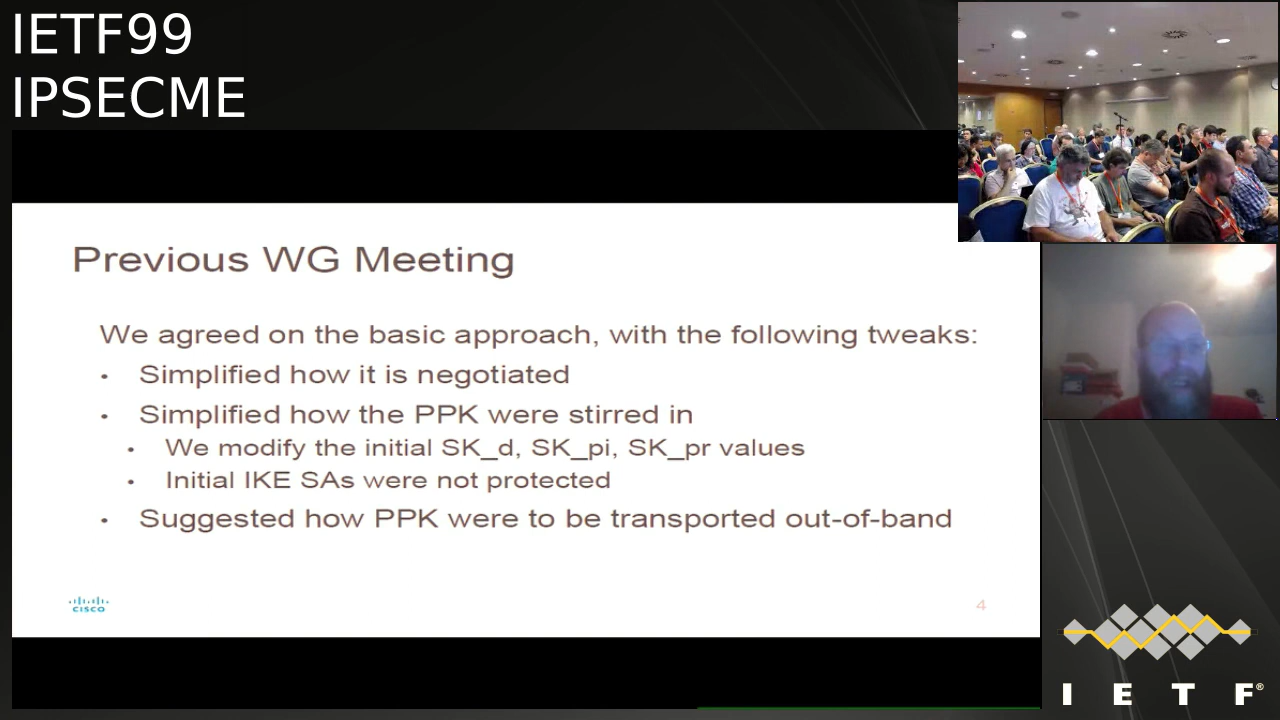 IETF99
IPSECME
Previous WG Meeting
We agreed on the basic approach, with the following tweaks:
• Simplified how it is negotiated
• Simplified how the PPK were stirred in
• We modify the initial SK_d, SK_pi, SK_pr values
• Initial IKE SAs were not protected
• Suggested how PPK were to be transported out-of-band
CISCO
4
I E T F®